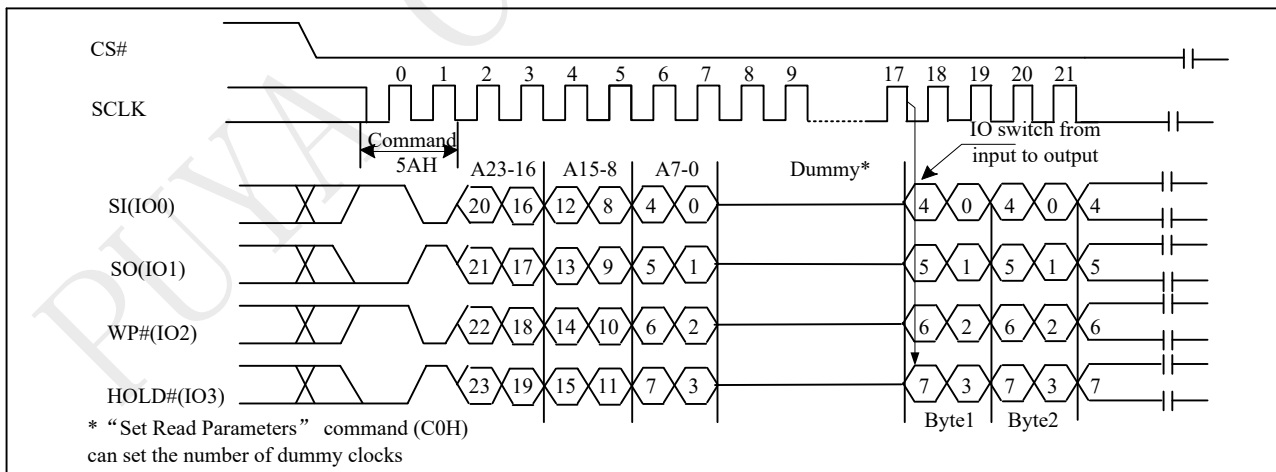 CS#
0 1 2 3 4 5 6 7 8 9 17 18 19 20 21
SCLK
IO switch from
input to output
Command
5AH
A23-16 A15-8 A7-0 Dummy*
SI(IO0) 20 16 12 8 4 0 4 0 4 0 4
SO(IO1) 21 17 13 9 5 1 5 1 5 1 5
WP#(IO2) 22 18 14 10 6 2 6 2 6 2 6
HOLD#(IO3) 23 19 15 11 7 3 7 3 7 3 7
Byte1 Byte2
* “Set Read Parameters” command (C0H)
can set the number of dummy clocks
PUYA